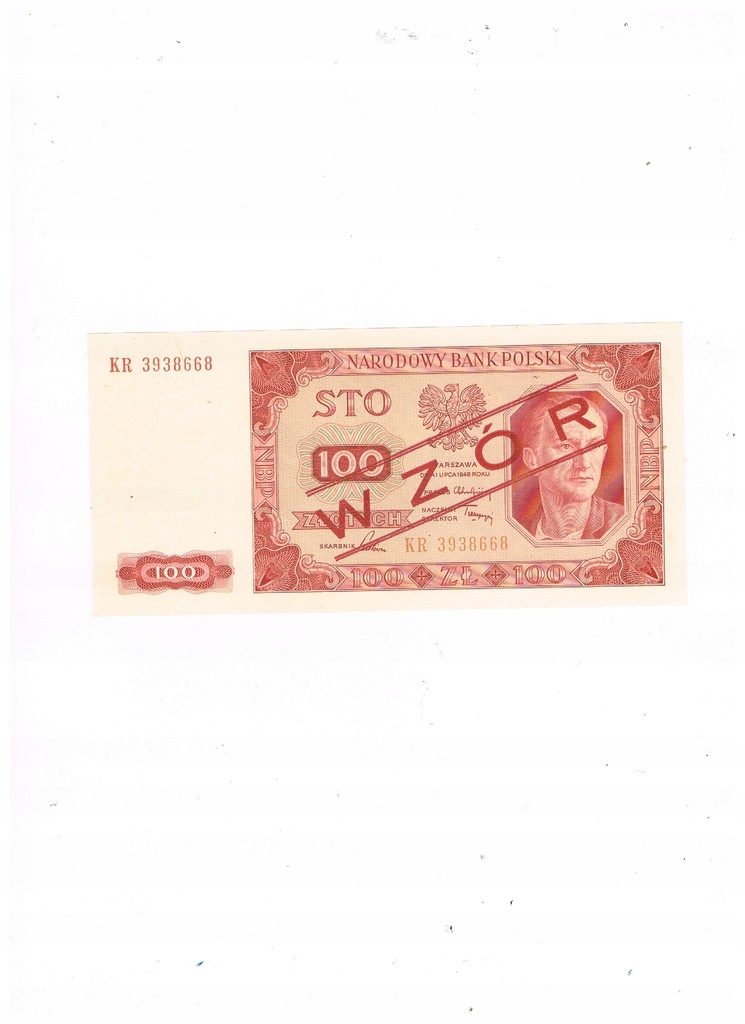 KR 3938668
NARODOWY BANK POLSKI
STO
100
WARSZAWA
DNIA 1 LIPCA 1948 ROKU
PREZES
NACZELNY
DYREKTOR
ZŁOTYCH
SKARBNIK
KR 3938668
WZÓR
NBP
NBP
100
100 ZŁ 100